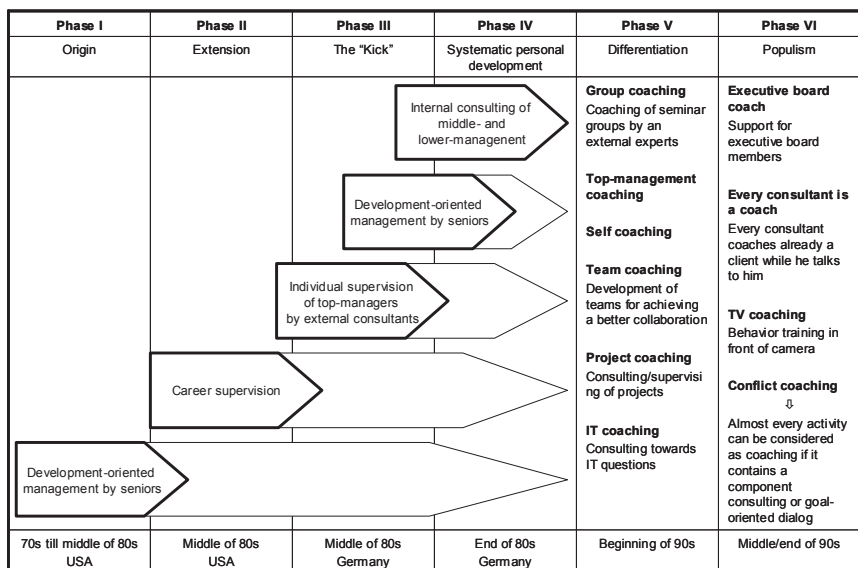 Phase I
Phase II
Phase III
Phase IV
Phase V
Phase VI
Origin
Extension
The “Kick”
Systematic personal
development
Differentiation
Populism
Internal consulting of
middle- and
lower-management
Development-oriented
management by seniors
Individual supervision
of top-managers
by external consultants
Career supervision
Development-oriented
management by seniors
Group coaching
Coaching of seminar
groups by an
external experts
Top-management
coaching
Self coaching
Team coaching
Development of
teams for achieving
a better collaboration
Project coaching
Consulting/supervisi
ng of projects
IT coaching
Consulting towards
IT questions
Executive board
coach
Support for
executive board
members
Every consultant is
a coach
Every consultant
coaches already a
client while he talks
to him
TV coaching
Behavior training in
front of camera
Conflict coaching
⇩
Almost every activity
can be considered
as coaching if it
contains a
component
consulting or goal-
oriented dialog
70s till middle of 80s
USA
Middle of 80s
USA
Middle of 80s
Germany
End of 80s
Germany
Beginning of 90s
Middle/end of 90s